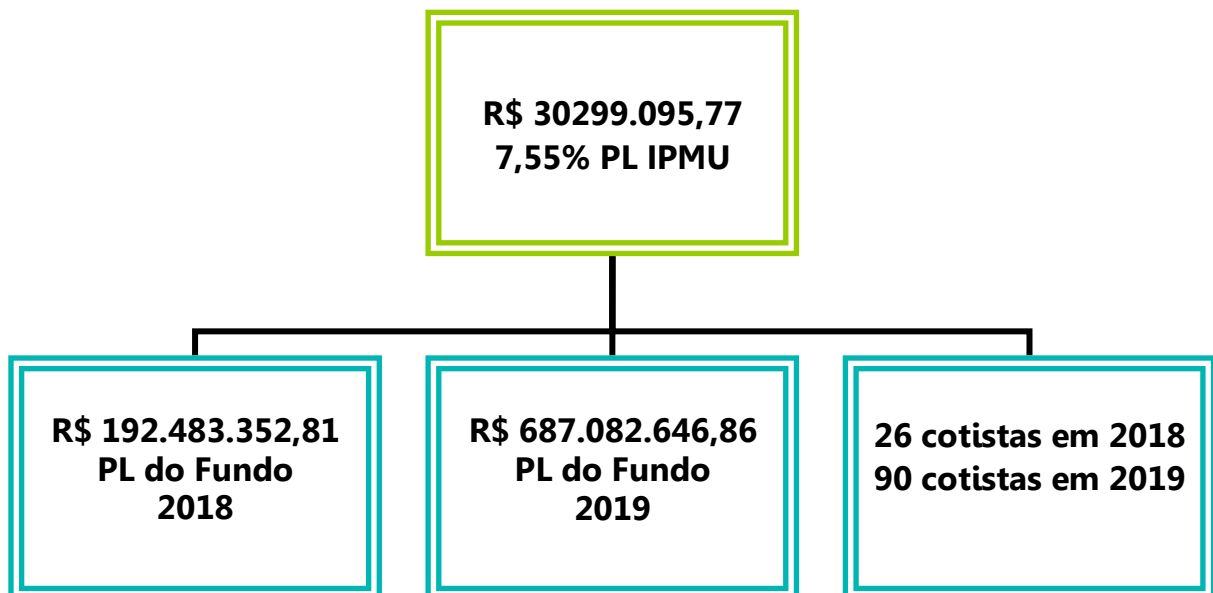 R$ 30299.095,77
7,55% PL IPMU
R$ 192.483.352,81
PL do Fundo
2018
R$ 687.082.646,86
PL do Fundo
2019
26 cotistas em 2018
90 cotistas em 2019